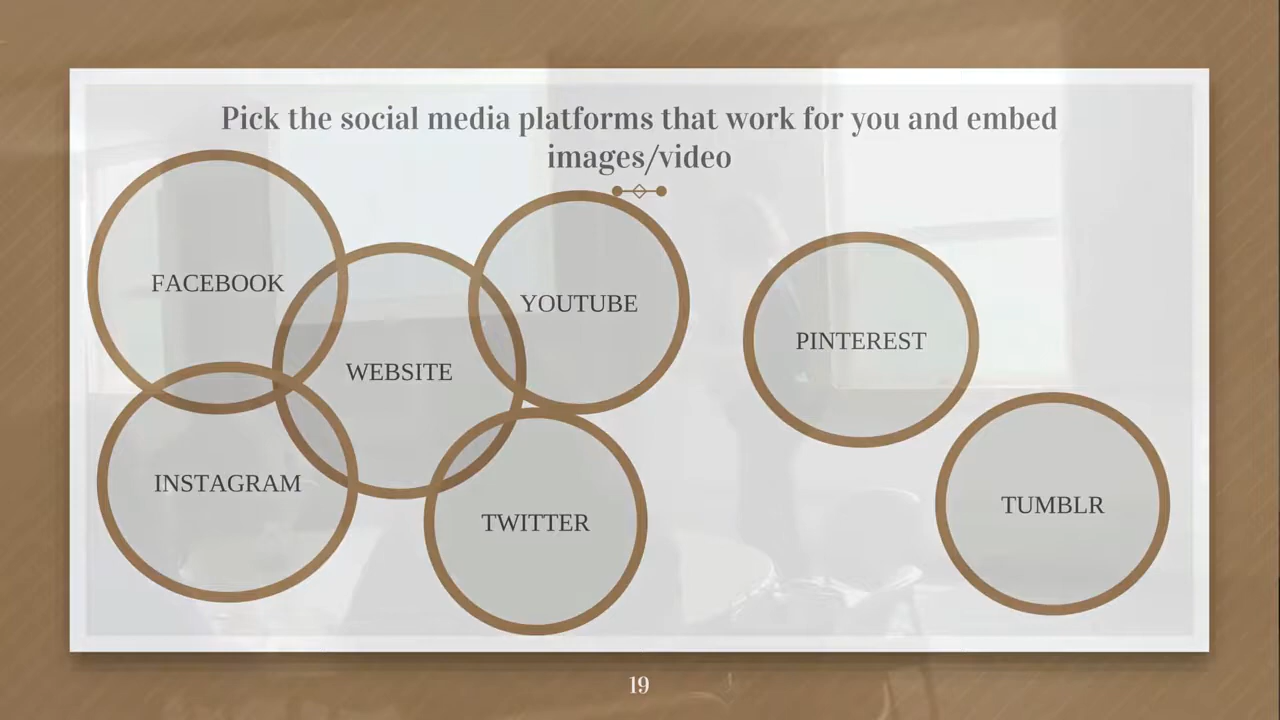 Pick the social media platforms that work for you and embed
images/video
FACEBOOK
YOUTUBE
PINTEREST
WEBSITE
INSTAGRAM
TWITTER
TUMBLR
19